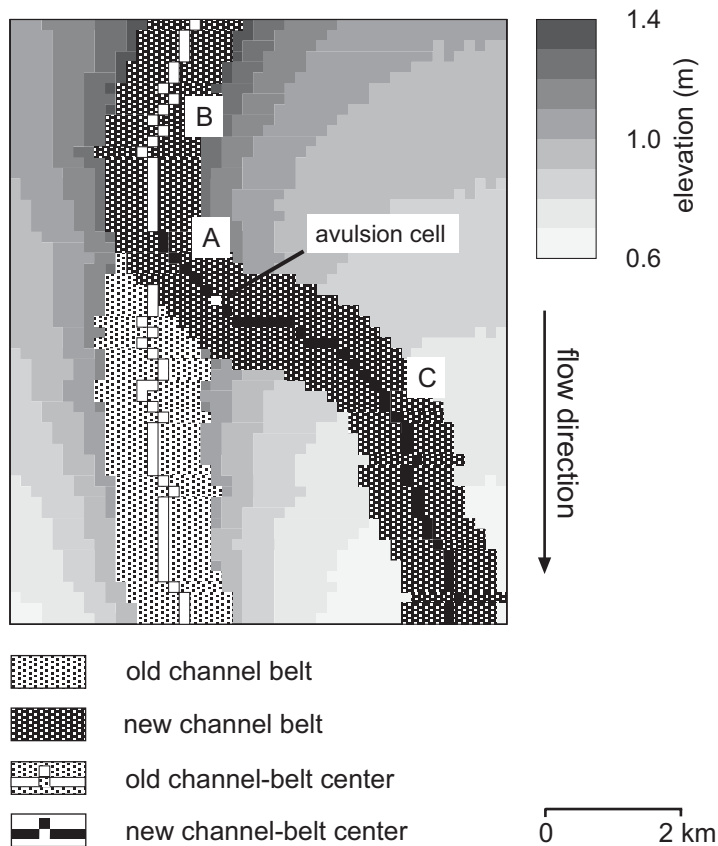 1.4
1.0
0.6
elevation (m)
B
A
avulsion cell
C
flow direction
old channel belt
new channel belt
old channel-belt center
new channel-belt center
0 2 km